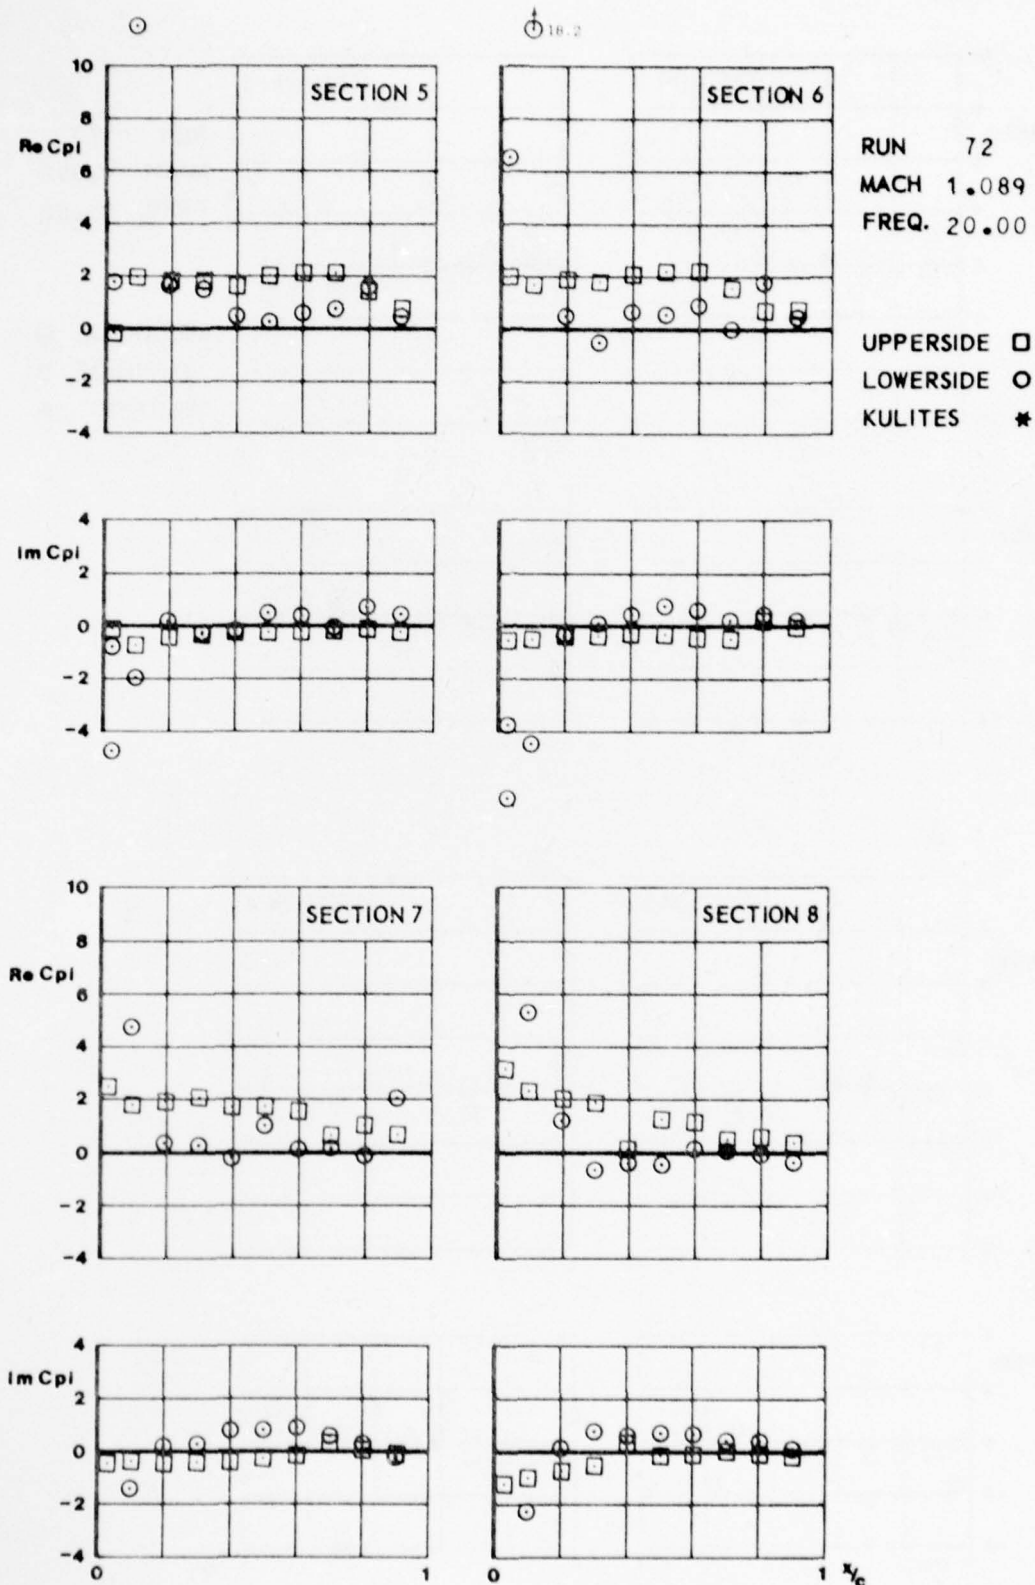 18.2
10
8
Re Cpi
6
4
2
0
-2
-4
SECTION 5
SECTION 6
RUN 72
MACH 1.089
FREQ. 20.00
UPPERSIDE □
LOWERSIDE ○
KULITES ★
4
Im Cpi
2
0
-2
-4
10
8
Re Cpi
6
4
2
0
-2
-4
SECTION 7
SECTION 8
4
Im Cpi
2
0
-2
-4
0
1
0
1
x/c